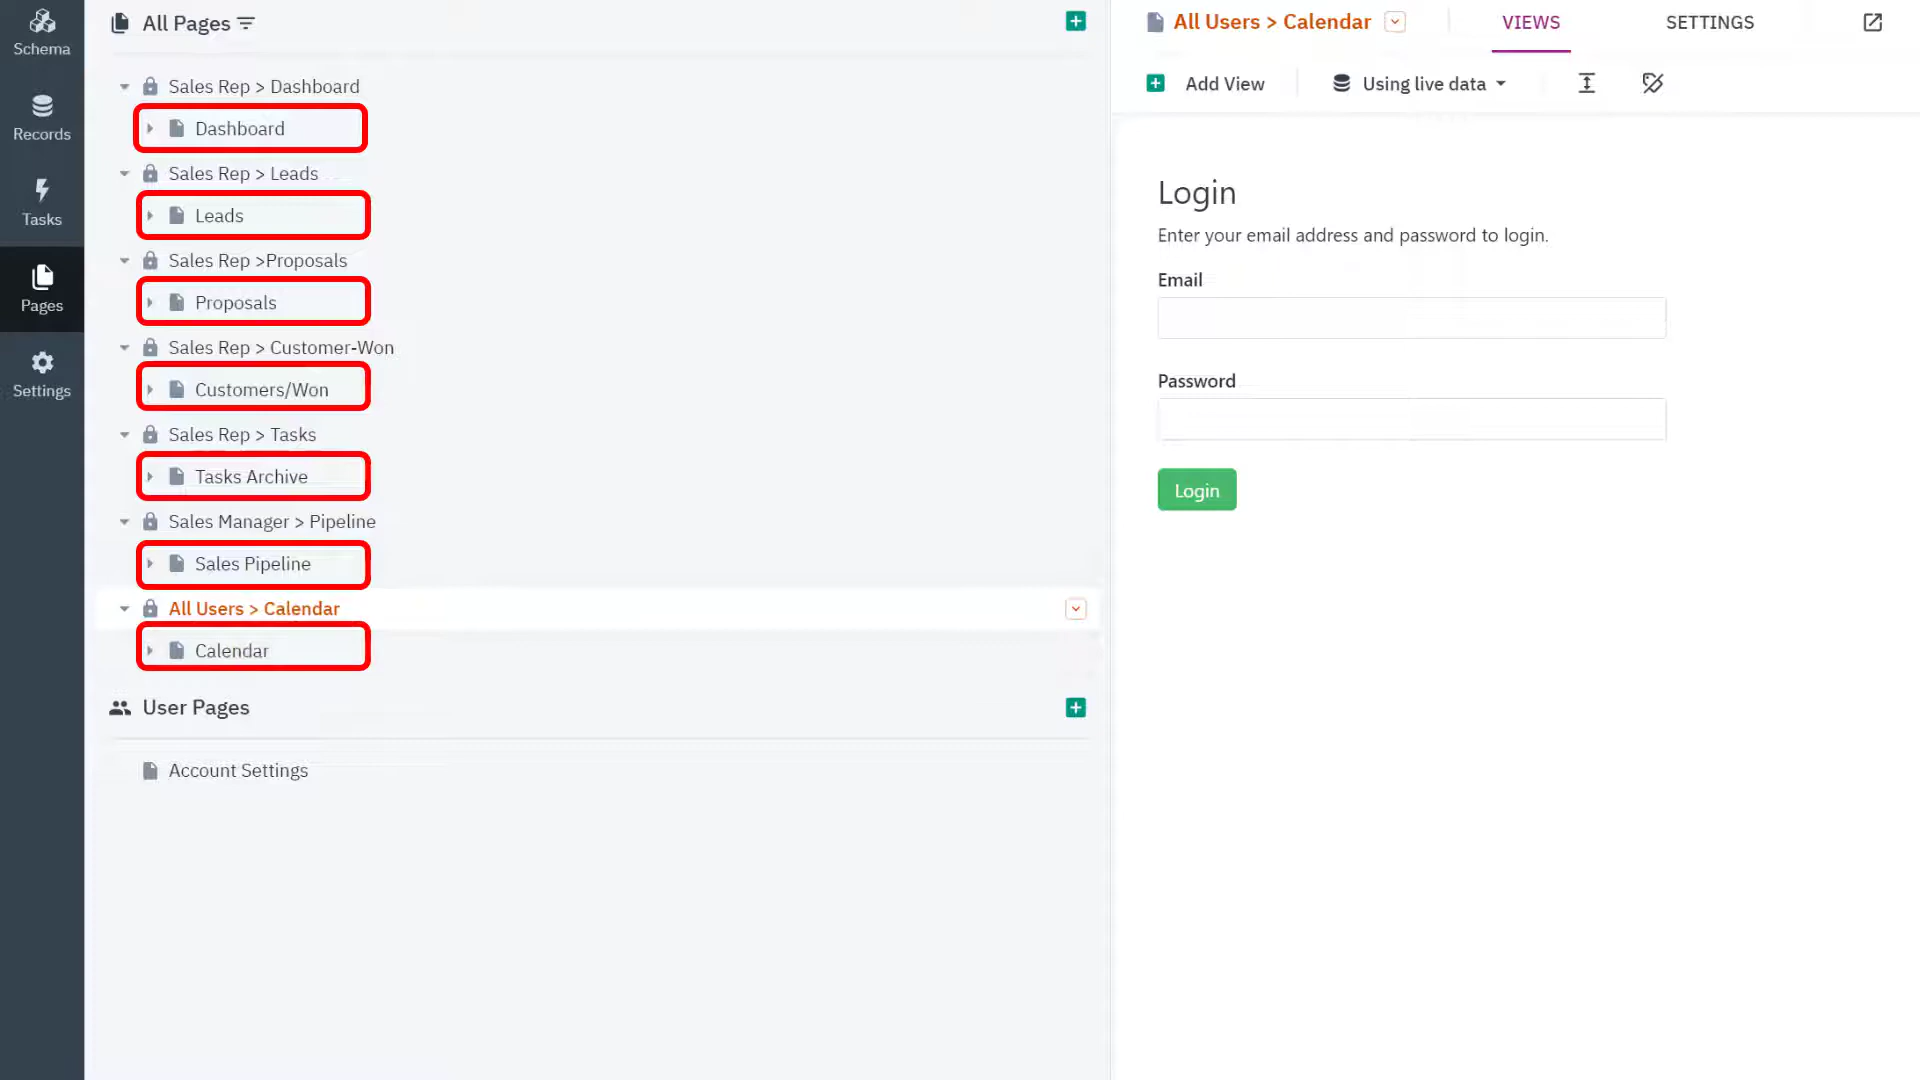 Schema
Records
Tasks
Pages
Settings
All Pages
Sales Rep > Dashboard
Dashboard
Sales Rep > Leads
Leads
Sales Rep >Proposals
Proposals
Sales Rep > Customer-Won
Customers/Won
Sales Rep > Tasks
Tasks Archive
Sales Manager > Pipeline
Sales Pipeline
All Users > Calendar
Calendar
User Pages
Account Settings
All Users > Calendar
VIEWS
SETTINGS
Add View
Using live data
Login
Enter your email address and password to login.
Email
Password
Login